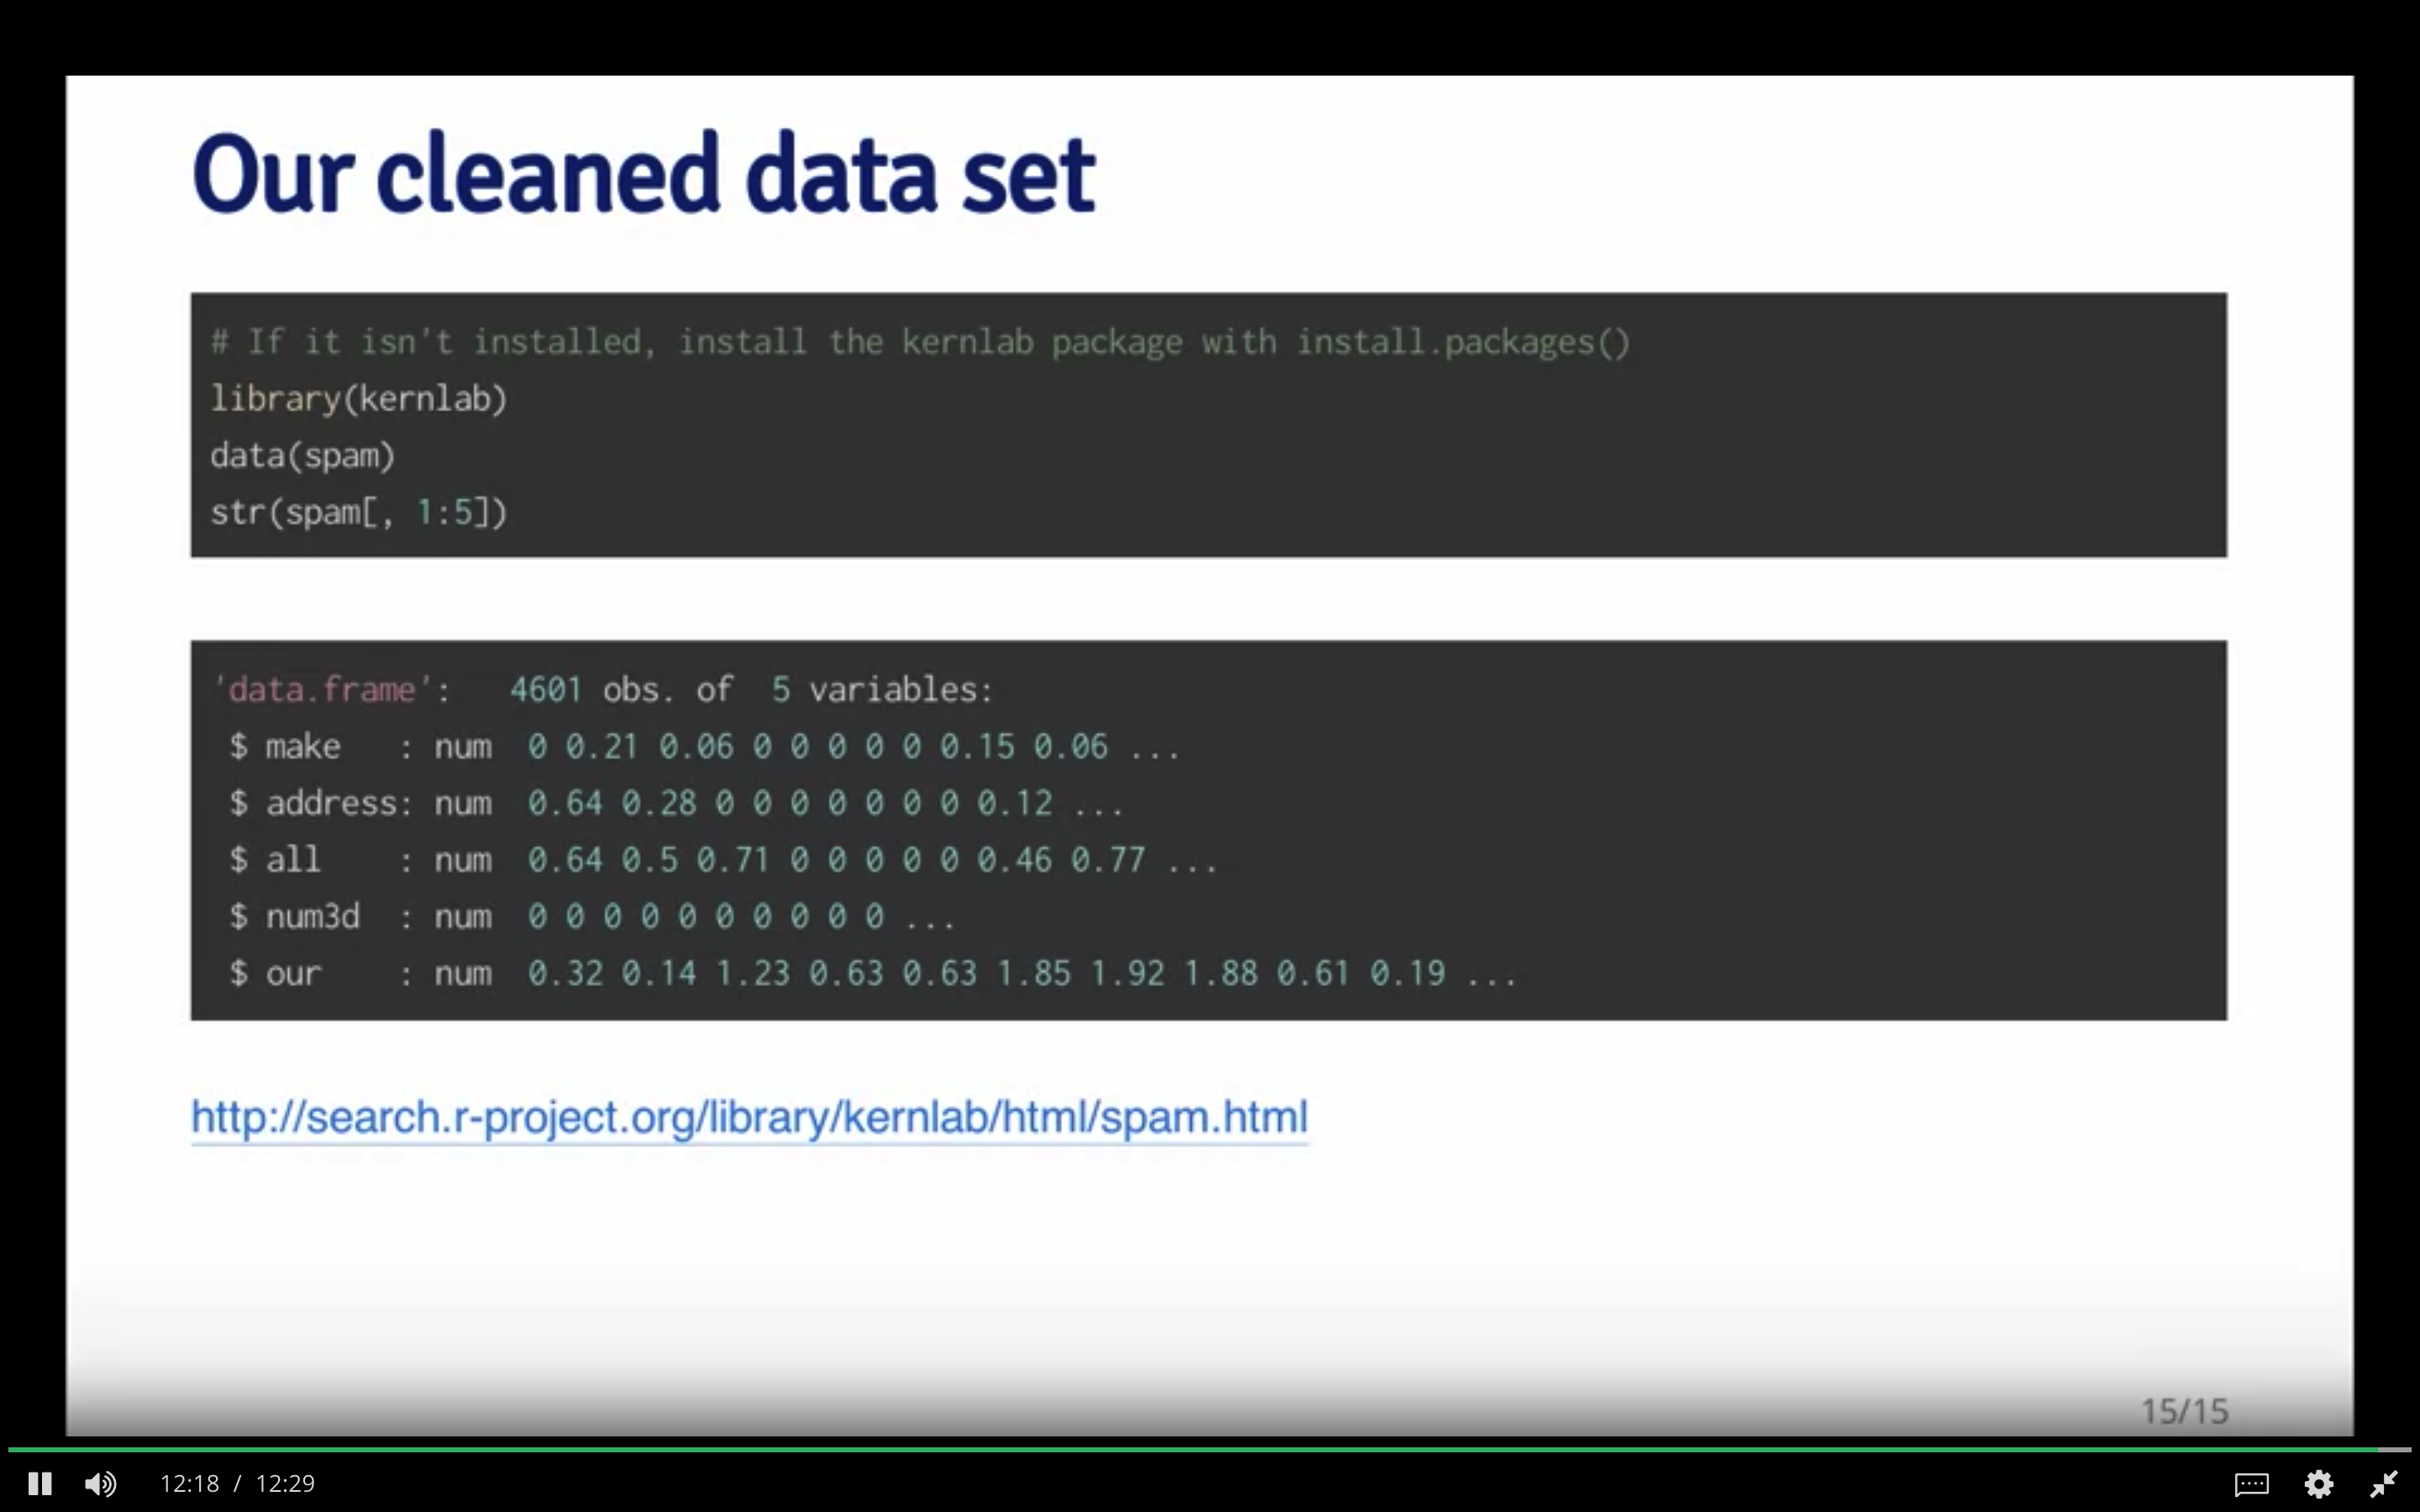 Our cleaned data set
# If it isn't installed, install the kernlab package with install.packages()
library(kernlab)
data(spam)
str(spam[, 1:5])
'data.frame':   4601 obs. of  5 variables:
 $ make   : num  0 0.21 0.06 0 0 0 0 0 0.15 0.06 ...
 $ address: num  0.64 0.28 0 0 0 0 0 0 0 0.12 ...
 $ all    : num  0.64 0.5 0.71 0 0 0 0 0 0.46 0.77 ...
 $ num3d  : num  0 0 0 0 0 0 0 0 0 0 ...
 $ our    : num  0.32 0.14 1.23 0.63 0.63 1.85 1.92 1.88 0.61 0.19 ...
http://search.r-project.org/library/kernlab/html/spam.html
15/15
12:18 / 12:29